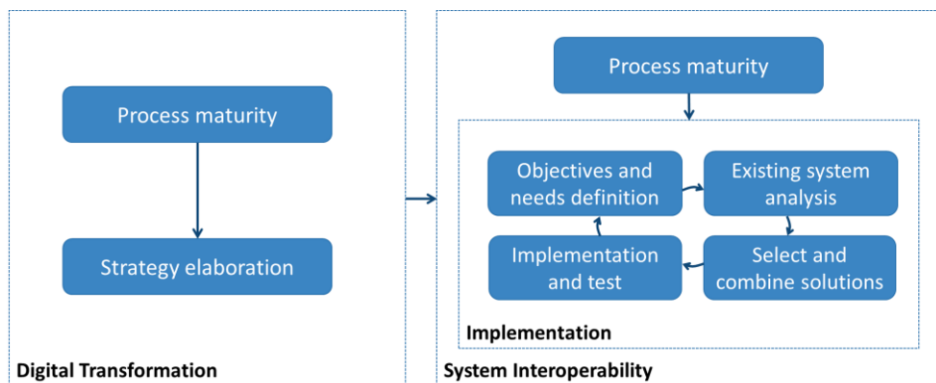 Process maturity
Strategy elaboration
Digital Transformation
Process maturity
Objectives and
needs definition
Existing system
analysis
Implementation
and test
Select and
combine solutions
Implementation
System Interoperability